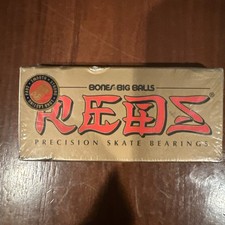 BONES BIG BALLS
REDS
PRECISION SKATE BEARINGS